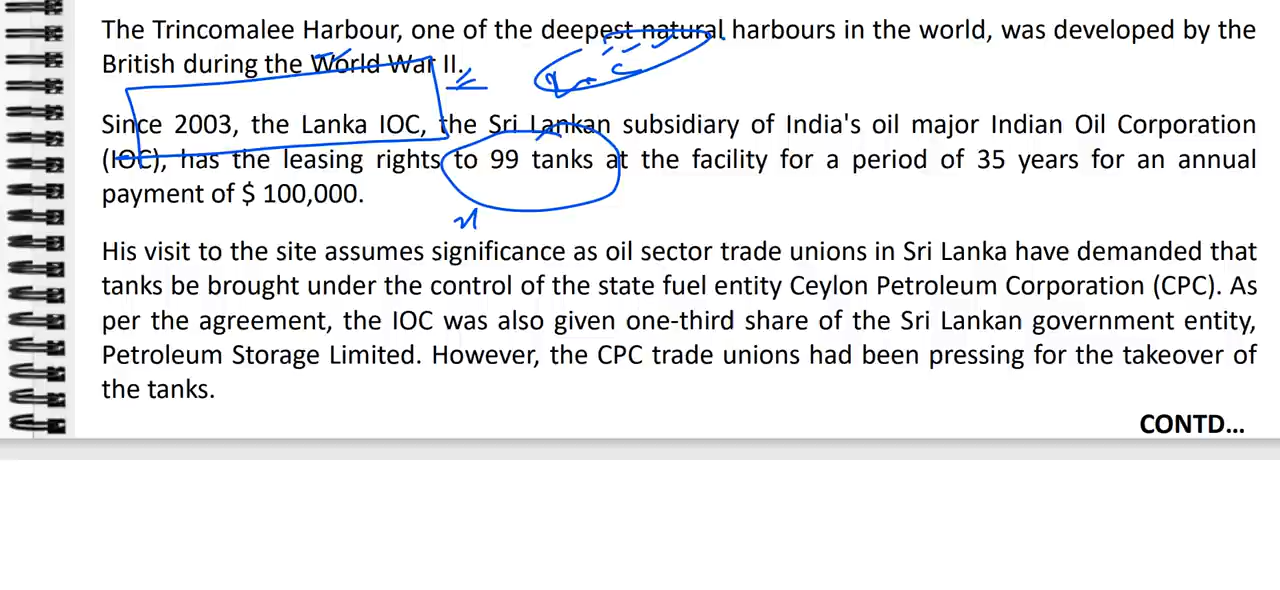 The Trincomalee Harbour, one of the deepest natural harbours in the world, was developed by the
British during the World War II.
Since 2003, the Lanka IOC, the Sri Lankan subsidiary of India's oil major Indian Oil Corporation
(IOC), has the leasing rights to 99 tanks at the facility for a period of 35 years for an annual
payment of $ 100,000.
His visit to the site assumes significance as oil sector trade unions in Sri Lanka have demanded that
tanks be brought under the control of the state fuel entity Ceylon Petroleum Corporation (CPC). As
per the agreement, the IOC was also given one-third share of the Sri Lankan government entity,
Petroleum Storage Limited. However, the CPC trade unions had been pressing for the takeover of
the tanks.
CONTD...